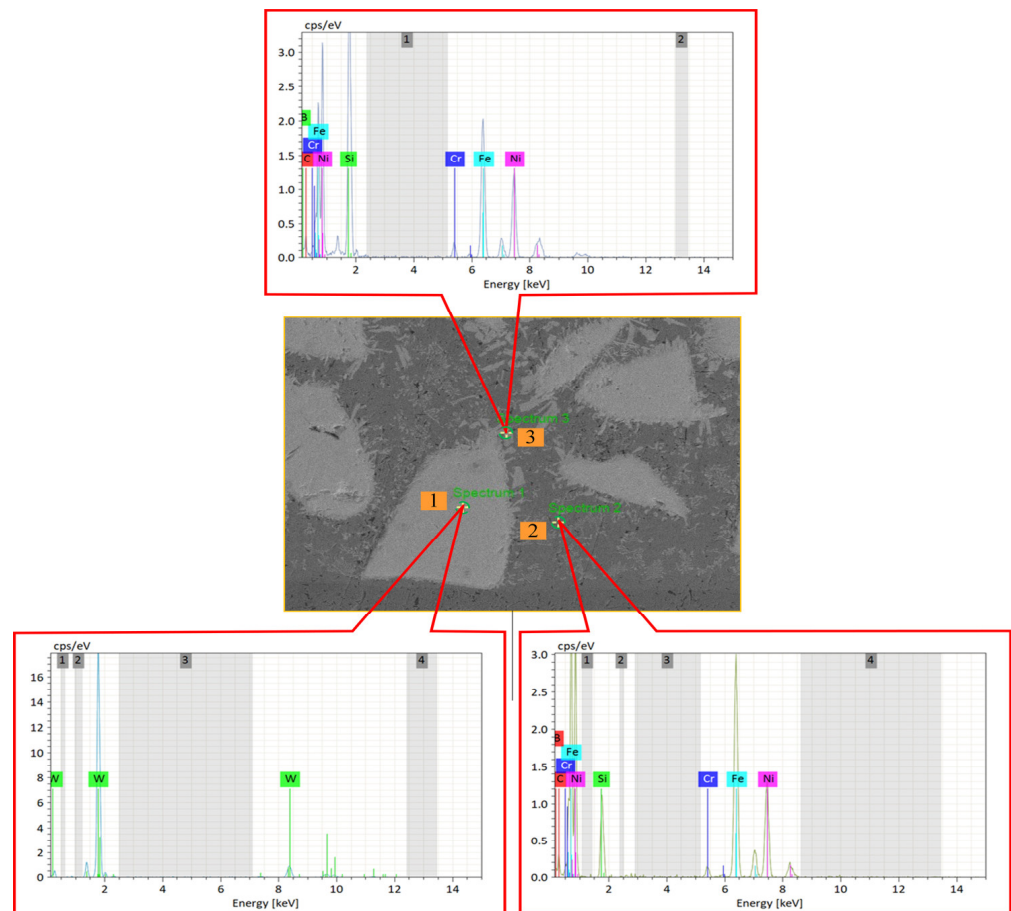 cps/eV
1
2
3.0
2.5
2.0
1.5
1.0
0.5
0.0
B
Fe
Cr
C
Ni
Si
Cr
Fe
Ni
2
4
6
8
10
12
14
Energy [keV]
Spectrum 3
3
1
Spectrum 1
Spectrum 2
2
cps/eV
1
2
3
4
16
14
12
10
8
6
4
2
0
W
W
W
2
4
6
8
10
12
14
Energy [keV]
cps/eV
1
2
3
4
3.0
2.5
2.0
1.5
1.0
0.5
0.0
B
Fe
Cr
C
Ni
Si
Cr
Fe
Ni
2
4
6
8
10
12
14
Energy [keV]